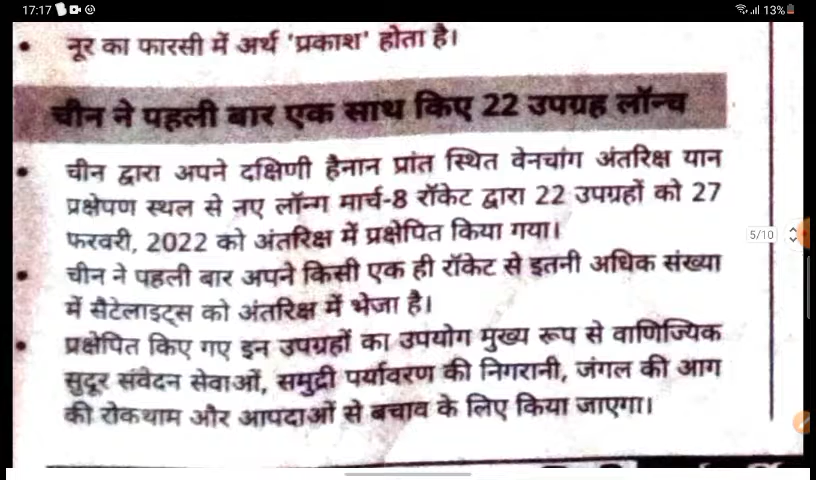 17:17
13%
• नूर का फारसी में अर्थ 'प्रकाश' होता है।
चीन ने पहली बार एक साथ किए 22 उपग्रह लॉन्च
• चीन द्वारा अपने दक्षिणी हैनान प्रांत स्थित वेनचांग अंतरिक्ष यान
प्रक्षेपण स्थल से नए लॉन्ग मार्च-8 रॉकेट द्वारा 22 उपग्रहों को 27
फरवरी, 2022 को अंतरिक्ष में प्रक्षेपित किया गया।
5/10
• चीन ने पहली बार अपने किसी एक ही रॉकेट से इतनी अधिक संख्या
में सैटेलाइट्स को अंतरिक्ष में भेजा है।
• प्रक्षेपित किए गए इन उपग्रहों का उपयोग मुख्य रूप से वाणिज्यिक
सुदूर संवेदन सेवाओं, समुद्री पर्यावरण की निगरानी, जंगल की आग
की रोकथाम और आपदाओं से बचाव के लिए किया जाएगा।